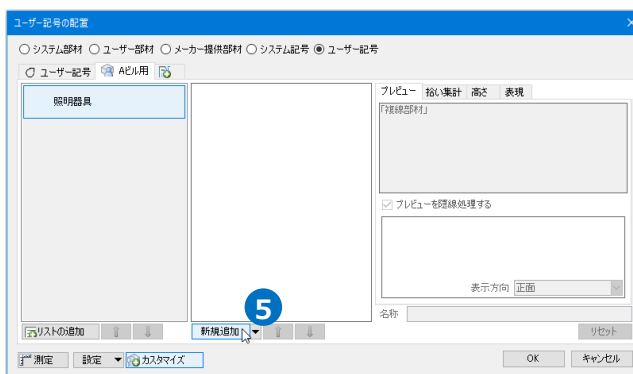 ユーザー記号の配置
システム部材 ユーザー部材 メーカー提供部材 システム記号 ユーザー記号
ユーザー記号 Aビル用
照明器具
プレビュー 拾い集計 高さ 表現
「複線部材」
プレビューを隠線処理する
表示方向 正面
名称
5
リストの追加 新規追加 リセット
測定 設定 カスタマイズ OK キャンセル